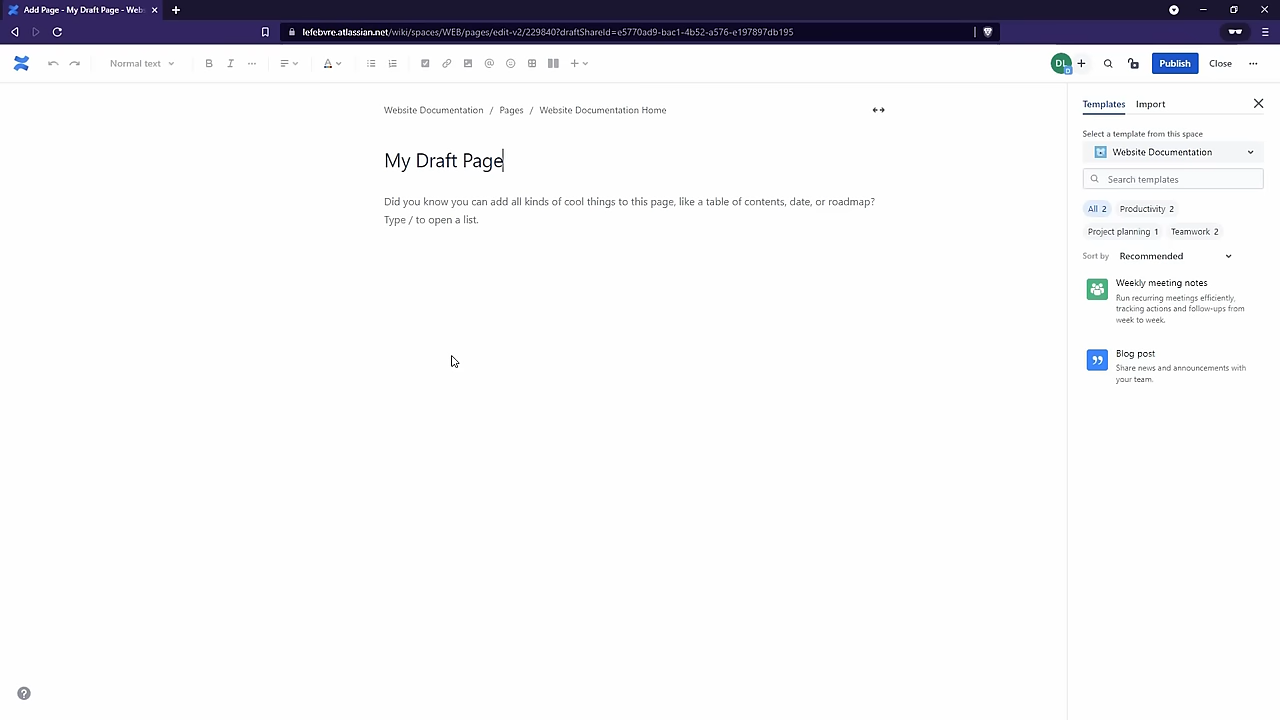 Add Page - My Draft Page - Web
lefebvre.atlassian.net/wiki/spaces/WEB/pages/edit-v2/229840?draftShareId=e5770ad9-bac1-4b52-a576-e197897db195
Normal text
B I
A
DL
Publish
Close
Website Documentation / Pages / Website Documentation Home
My Draft Page
Did you know you can add all kinds of cool things to this page, like a table of contents, date, or roadmap?
Type / to open a list.
Templates Import
Select a template from this space
Website Documentation
Search templates
All 2 Productivity 2
Project planning 1 Teamwork 2
Sort by Recommended
Weekly meeting notes
Run recurring meetings efficiently,
tracking actions and follow-ups from
week to week.
Blog post
Share news and announcements with
your team.
?